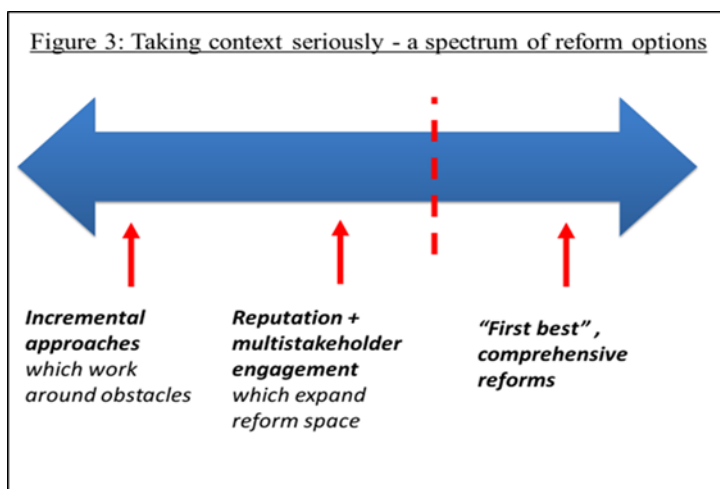 Figure 3: Taking context seriously - a spectrum of reform options
Incremental
approaches
which work
around obstacles
Reputation +
multistakeholder
engagement
which expand
reform space
“First best” ,
comprehensive
reforms